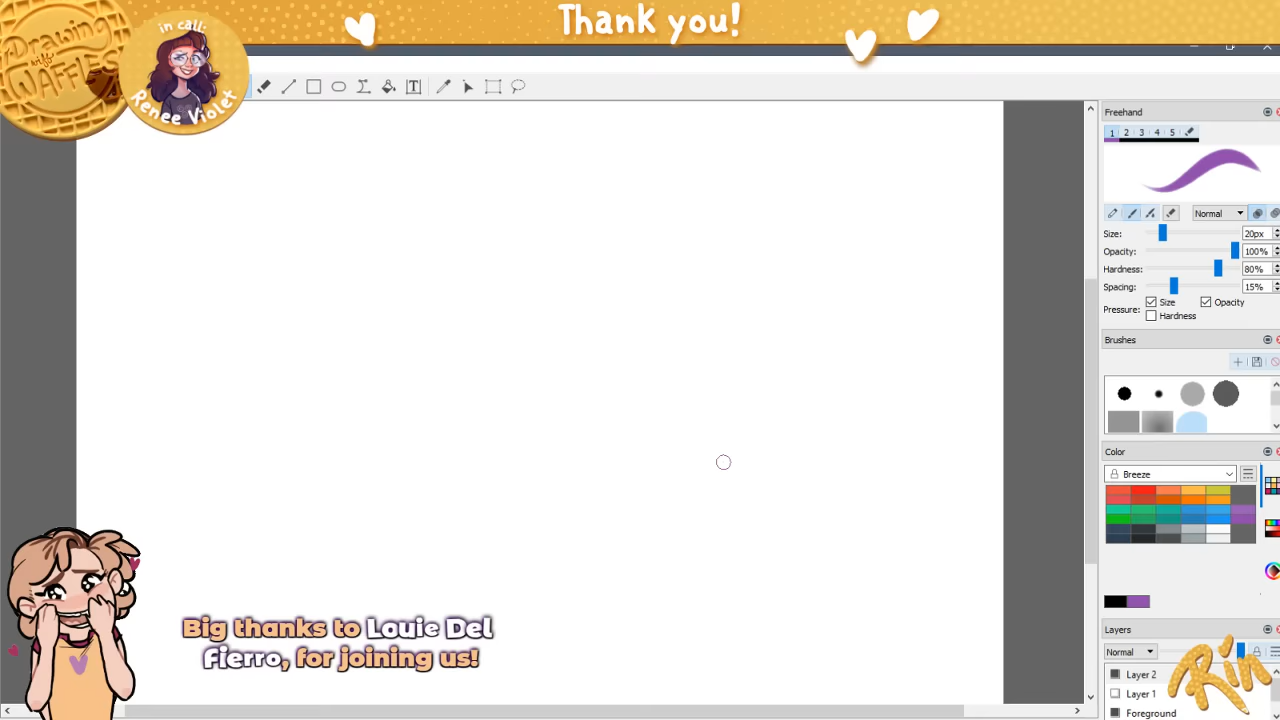 Thank you!
Drawing
with
WAFFLES
in call:
Renee Violet
T
Freehand
1 2 3 4 5
Normal
Size:
20px
Opacity:
100%
Hardness:
80%
Spacing:
15%
Pressure:
Size
Opacity
Hardness
Brushes
Color
Breeze
Layers
Normal
Layer 2
Layer 1
Foreground
Rin
Big thanks to Louie Del
Fierro, for joining us!